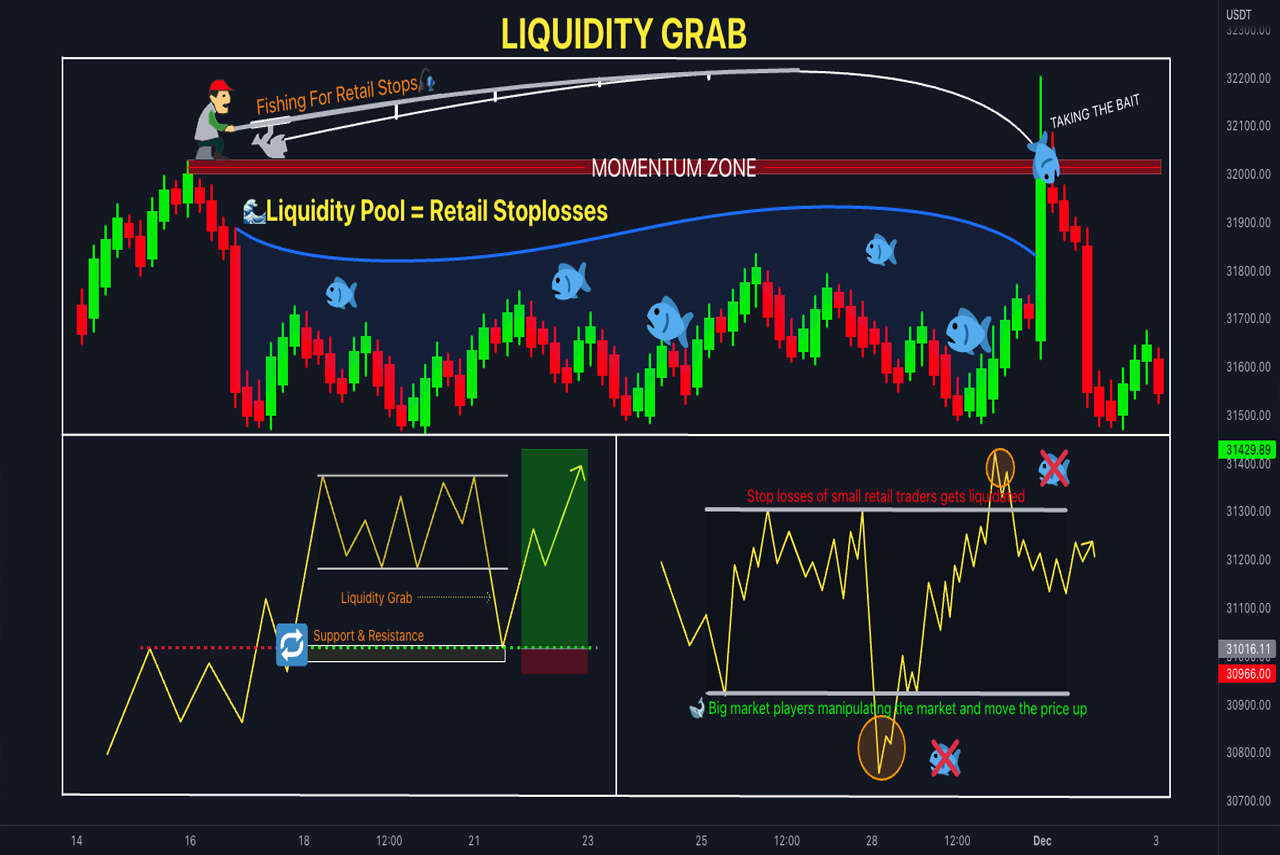 LIQUIDITY GRAB
USDT
32300.00
Fishing For Retail Stops
TAKING THE BAIT
MOMENTUM ZONE
Liquidity Pool = Retail Stoplosses
32200.00
32100.00
32000.00
31900.00
31800.00
31700.00
31600.00
31500.00
31429.89
31400.00
31300.00
31200.00
31100.00
31016.11
30966.00
30900.00
30800.00
30700.00
Liquidity Grab
Support & Resistance
Stop losses of small retail traders gets liquidated
Big market players manipulating the market and move the price up
14 16 18 12:00 21 23 25 12:00 28 12:00 Dec 3